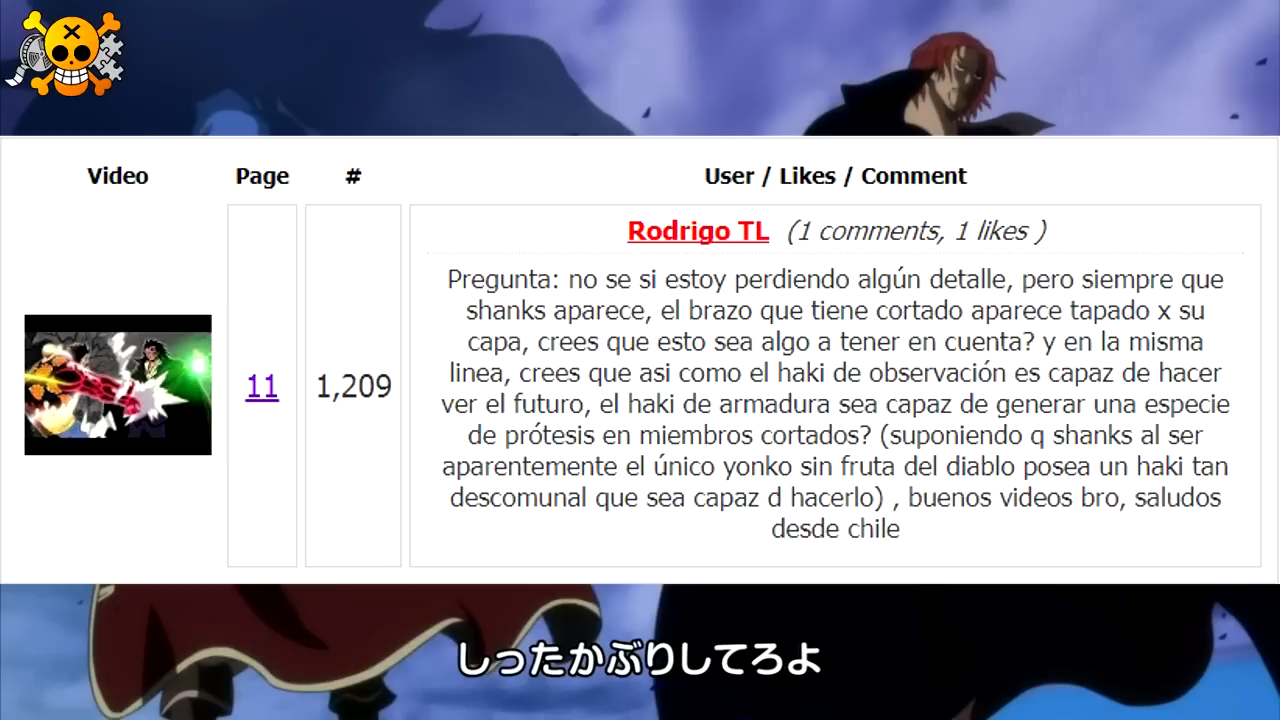 Video Page # User / Likes / Comment
Rodrigo TL (1 comments, 1 likes )
Pregunta: no se si estoy perdiendo algún detalle, pero siempre que
shanks aparece, el brazo que tiene cortado aparece tapado x su
capa, crees que esto sea algo a tener en cuenta? y en la misma
linea, crees que asi como el haki de observación es capaz de hacer
11 1,209
ver el futuro, el haki de armadura sea capaz de generar una especie
de prótesis en miembros cortados? (suponiendo q shanks al ser
aparentemente el único yonko sin fruta del diablo posea un haki tan
descomunal que sea capaz d hacerlo) , buenos videos bro, saludos
desde chile
しったかぶりしてろよ